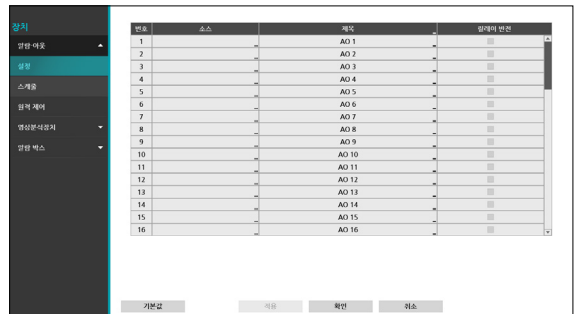 장치
알람-아웃
설정
스케줄
원격 제어
영상분석장치
알람 박스
번호 소스 제목 릴레이 반전
1 AO 1
2 AO 2
3 AO 3
4 AO 4
5 AO 5
6 AO 6
7 AO 7
8 AO 8
9 AO 9
10 AO 10
11 AO 11
12 AO 12
13 AO 13
14 AO 14
15 AO 15
16 AO 16
기본값 적용 확인 취소